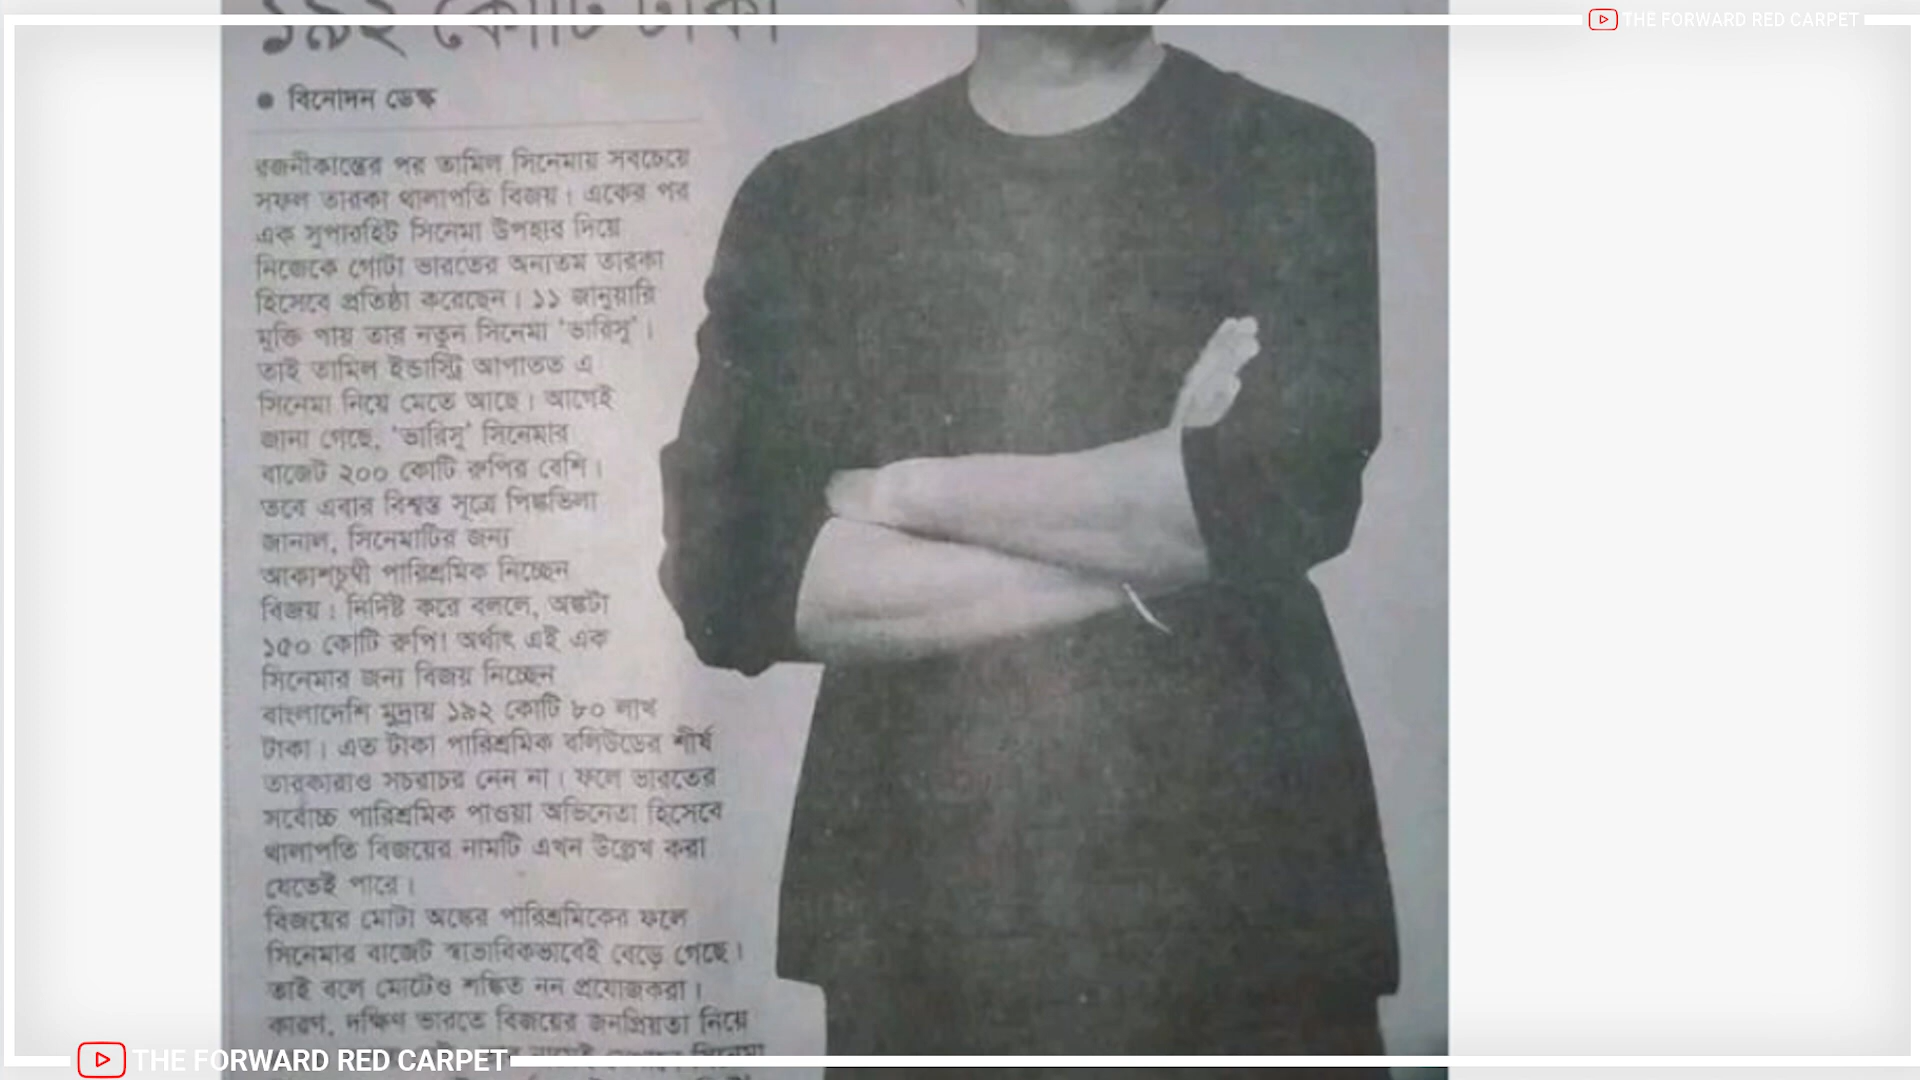 THE FORWARD RED CARPET
১৯২ কোটি টাকা
● বিনোদন ডেস্ক
রজনীকান্তের পর তামিল সিনেমায় সবচেয়ে
সফল তারকা থালাপতি বিজয়। একের পর
এক সুপারহিট সিনেমা উপহার দিয়ে
নিজেকে গোটা ভারতের অন্যতম তারকা
হিসেবে প্রতিষ্ঠা করেছেন। ১১ জানুয়ারি
মুক্তি পায় তার নতুন সিনেমা ‘ভারিসু’।
তাই তামিল ইন্ডাস্ট্রি আপাতত এ
সিনেমা নিয়ে মেতে আছে। আগেই
জানা গেছে, ‘ভারিসু’ সিনেমার
বাজেট ২০০ কোটি রুপির বেশি।
তবে এবার বিশ্বস্ত সূত্রে পিঙ্কভিলা
জানাল, সিনেমাটির জন্য
আকাশচুম্বী পারিশ্রমিক নিচ্ছেন
বিজয়। নির্দিষ্ট করে বললে, অঙ্কটা
১৫০ কোটি রুপি! অর্থাৎ এই এক
সিনেমার জন্য বিজয় নিচ্ছেন
বাংলাদেশি মুদ্রায় ১৯২ কোটি ৮০ লাখ
টাকা। এত টাকা পারিশ্রমিক বলিউডের শীর্ষ
তারকারাও সচরাচর নেন না। ফলে ভারতের
সর্বোচ্চ পারিশ্রমিক পাওয়া অভিনেতা হিসেবে
থালাপতি বিজয়ের নামটি এখন উল্লেখ করা
যেতেই পারে।
বিজয়ের মোটা অঙ্কের পারিশ্রমিকের ফলে
সিনেমার বাজেট স্বাভাবিকভাবেই বেড়ে গেছে।
তাই বলে মোটেও শঙ্কিত নন প্রযোজকরা।
কারণ, দক্ষিণ ভারতে বিজয়ের জনপ্রিয়তা নিয়ে
THE FORWARD RED CARPET